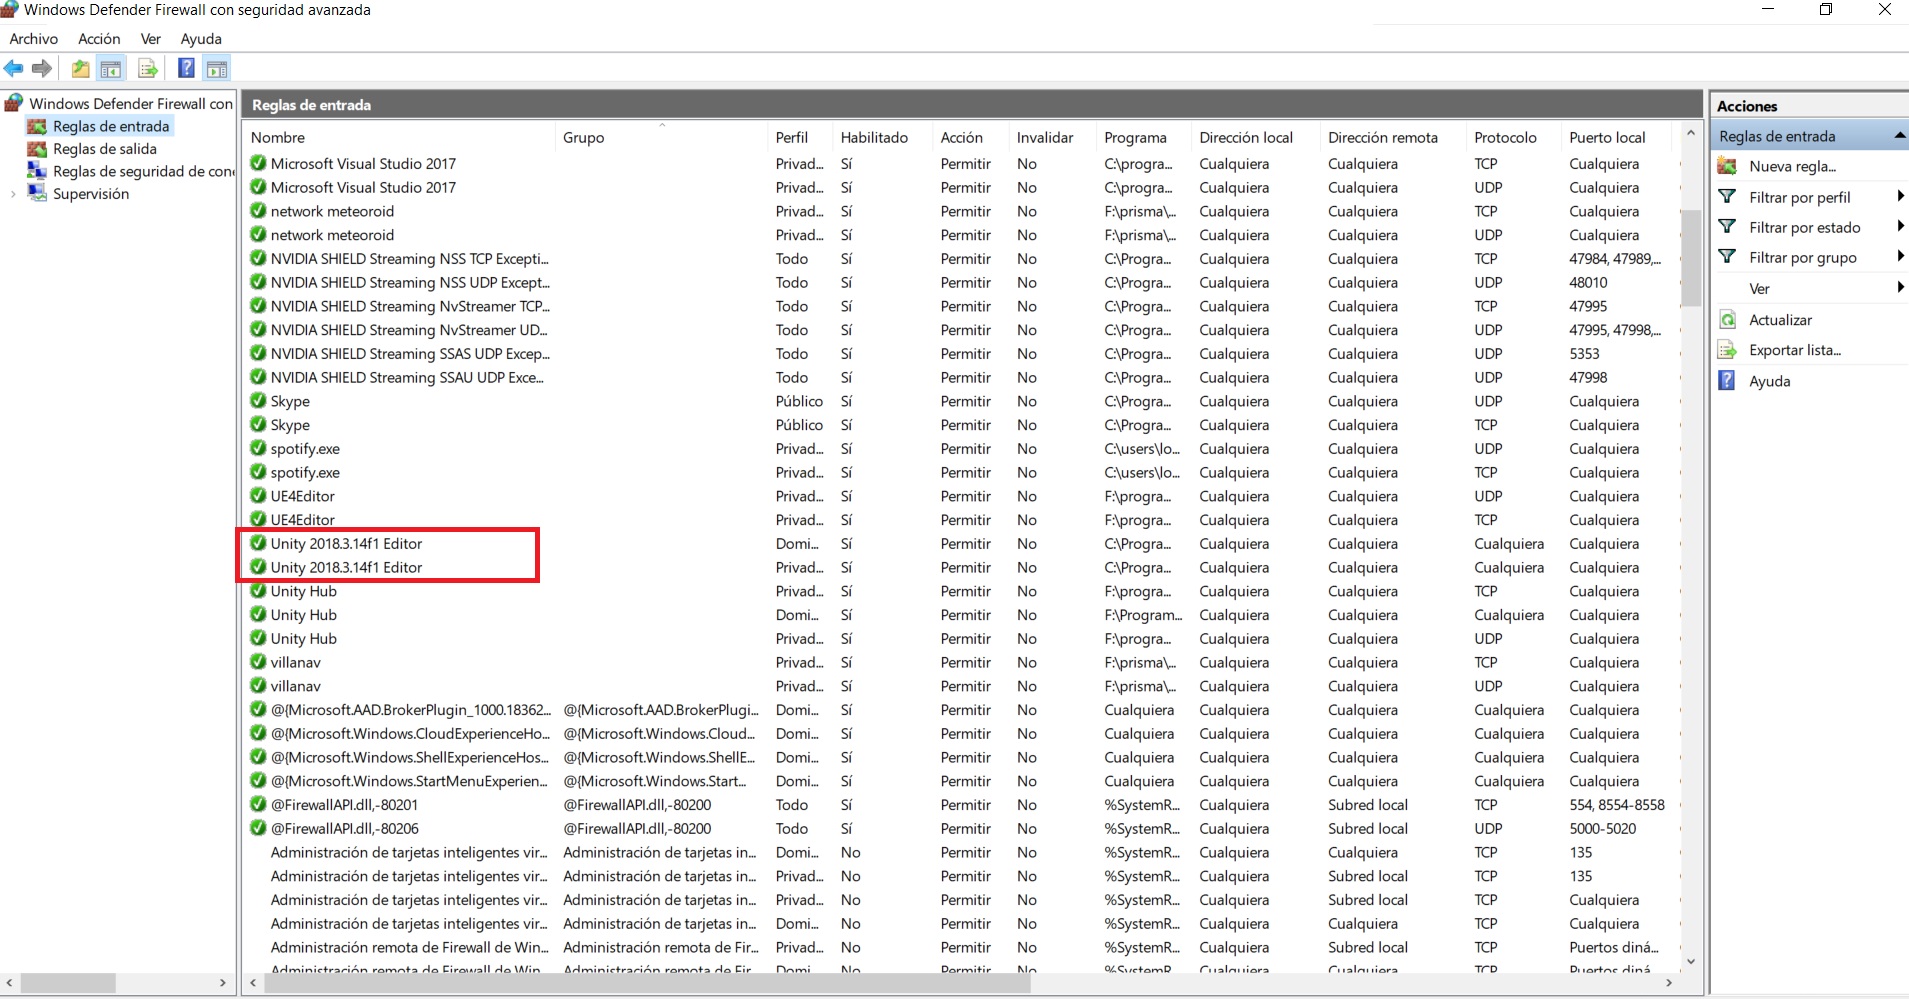 Windows Defender Firewall con seguridad avanzada
Archivo Acción Ver Ayuda
Windows Defender Firewall con
Reglas de entrada
Reglas de salida
Reglas de seguridad de con
Supervisión
Reglas de entrada
Nombre Grupo Perfil Habilitado Acción Invalidar Programa Dirección local Dirección remota Protocolo Puerto local
Microsoft Visual Studio 2017 Privad... Sí Permitir No C:\progra... Cualquiera Cualquiera TCP Cualquiera
Microsoft Visual Studio 2017 Privad... Sí Permitir No C:\progra... Cualquiera Cualquiera UDP Cualquiera
network meteoroid Privad... Sí Permitir No F:\prisma\... Cualquiera Cualquiera TCP Cualquiera
network meteoroid Privad... Sí Permitir No F:\prisma\... Cualquiera Cualquiera UDP Cualquiera
NVIDIA SHIELD Streaming NSS TCP Excepti... Todo Sí Permitir No C:\Progra... Cualquiera Cualquiera TCP 47984, 47989,...
NVIDIA SHIELD Streaming NSS UDP Except... Todo Sí Permitir No C:\Progra... Cualquiera Cualquiera UDP 48010
NVIDIA SHIELD Streaming NvStreamer TCP... Todo Sí Permitir No C:\Progra... Cualquiera Cualquiera TCP 47995
NVIDIA SHIELD Streaming NvStreamer UD... Todo Sí Permitir No C:\Progra... Cualquiera Cualquiera UDP 47995, 47998,...
NVIDIA SHIELD Streaming SSAS UDP Excep... Todo Sí Permitir No C:\Progra... Cualquiera Cualquiera UDP 5353
NVIDIA SHIELD Streaming SSAU UDP Exce... Todo Sí Permitir No C:\Progra... Cualquiera Cualquiera UDP 47998
Skype Público Sí Permitir No C:\Progra... Cualquiera Cualquiera UDP Cualquiera
Skype Público Sí Permitir No C:\Progra... Cualquiera Cualquiera TCP Cualquiera
spotify.exe Privad... Sí Permitir No C:\users\lo... Cualquiera Cualquiera UDP Cualquiera
spotify.exe Privad... Sí Permitir No C:\users\lo... Cualquiera Cualquiera TCP Cualquiera
UE4Editor Privad... Sí Permitir No F:\progra... Cualquiera Cualquiera UDP Cualquiera
UE4Editor Privad... Sí Permitir No F:\progra... Cualquiera Cualquiera TCP Cualquiera
Unity 2018.3.14f1 Editor Domi... Sí Permitir No C:\Progra... Cualquiera Cualquiera Cualquiera Cualquiera
Unity 2018.3.14f1 Editor Privad... Sí Permitir No C:\Progra... Cualquiera Cualquiera Cualquiera Cualquiera
Unity Hub Privad... Sí Permitir No F:\progra... Cualquiera Cualquiera TCP Cualquiera
Unity Hub Domi... Sí Permitir No F:\Program... Cualquiera Cualquiera Cualquiera Cualquiera
Unity Hub Privad... Sí Permitir No F:\progra... Cualquiera Cualquiera UDP Cualquiera
villanav Privad... Sí Permitir No F:\prisma\... Cualquiera Cualquiera TCP Cualquiera
villanav Privad... Sí Permitir No F:\prisma\... Cualquiera Cualquiera UDP Cualquiera
@{Microsoft.AAD.BrokerPlugin_1000.18362... @{Microsoft.AAD.BrokerPlugi... Domi... Sí Permitir No Cualquiera Cualquiera Cualquiera Cualquiera Cualquiera
@{Microsoft.Windows.CloudExperienceHo... @{Microsoft.Windows.Cloud... Domi... Sí Permitir No Cualquiera Cualquiera Cualquiera Cualquiera Cualquiera
@{Microsoft.Windows.ShellExperienceHos... @{Microsoft.Windows.ShellE... Domi... Sí Permitir No Cualquiera Cualquiera Cualquiera Cualquiera Cualquiera
@{Microsoft.Windows.StartMenuExperien... @{Microsoft.Windows.Start... Domi... Sí Permitir No Cualquiera Cualquiera Cualquiera Cualquiera Cualquiera
@FirewallAPI.dll,-80201 @FirewallAPI.dll,-80200 Todo Sí Permitir No %SystemR... Cualquiera Subred local TCP 554, 8554-8558
@FirewallAPI.dll,-80206 @FirewallAPI.dll,-80200 Todo Sí Permitir No %SystemR... Cualquiera Subred local UDP 5000-5020
Administración de tarjetas inteligentes vir... Administración de tarjetas in... Domi... No Permitir No %SystemR... Cualquiera Cualquiera TCP 135
Administración de tarjetas inteligentes vir... Administración de tarjetas in... Privad... No Permitir No %SystemR... Cualquiera Subred local TCP 135
Administración de tarjetas inteligentes vir... Administración de tarjetas in... Privad... No Permitir No %SystemR... Cualquiera Subred local TCP Cualquiera
Administración de tarjetas inteligentes vir... Administración de tarjetas in... Domi... No Permitir No %SystemR... Cualquiera Cualquiera TCP Cualquiera
Administración remota de Firewall de Win... Administración remota de Fir... Privad... No Permitir No %SystemR... Cualquiera Subred local TCP Puertos diná...
Administración remota de Firewall de Win... Administración remota de Fir... Domi... No Permitir No %SystemR... Cualquiera Cualquiera TCP Puertos diná...
Acciones
Reglas de entrada
Nueva regla...
Filtrar por perfil
Filtrar por estado
Filtrar por grupo
Ver
Actualizar
Exportar lista...
Ayuda